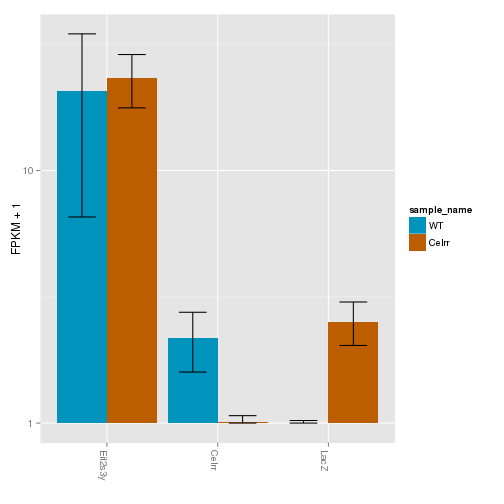 FPKM + 1
10
1
Eif2s3y
Celrr
LacZ
sample_name
WT
Celrr